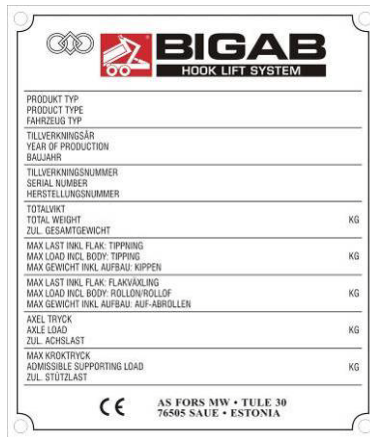 BIGAB
HOOK LIFT SYSTEM
PRODUKT TYP
PRODUCT TYPE
FAHRZEUG TYP
TILLVERKNINGSÅR
YEAR OF PRODUCTION
BAUJAHR
TILLVERKNINGSNUMMER
SERIAL NUMBER
HERSTELLUNGSNUMMER
TOTALVIKT
TOTAL WEIGHT KG
ZUL. GESAMTGEWICHT
MAX LAST INKL FLAK: TIPPNING
MAX LOAD INCL BODY: TIPPING KG
MAX GEWICHT INKL AUFBAU: KIPPEN
MAX LAST INKL FLAK: FLAKVÄXLING
MAX LOAD INCL BODY: ROLLON/ROLLOF KG
MAX GEWICHT INKL AUFBAU: AUF-ABROLLEN
AXEL TRYCK
AXLE LOAD KG
ZUL. ACHSLAST
MAX KROKTRYCK
ADMISSIBLE SUPPORTING LOAD KG
ZUL. STÜTZLAST
CE AS FORS MW • TULE 30
76505 SAUE • ESTONIA